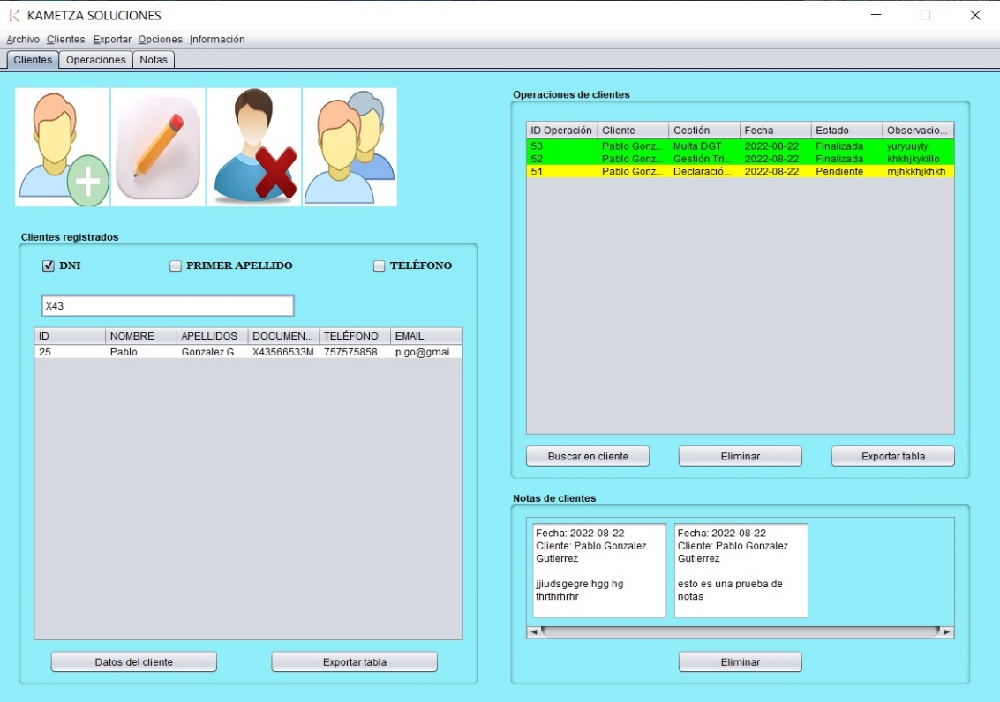 KAMETZA SOLUCIONES
Archivo Clientes Exportar Opciones Información
Clientes Operaciones Notas
Clientes registrados
DNI PRIMER APELLIDO TELÉFONO
X43
ID NOMBRE APELLIDOS DOCUMEN... TELÉFONO EMAIL
25 Pablo Gonzalez G... X43566533M 757575858 p.go@gmai...
Datos del cliente Exportar tabla
Operaciones de clientes
ID Operación Cliente Gestión Fecha Estado Observacio...
53 Pablo Gonz... Multa DGT 2022-08-22 Finalizada yuryuuyty
52 Pablo Gonz... Gestión Tri... 2022-08-22 Finalizada khkhjkykillo
51 Pablo Gonz... Declaració... 2022-08-22 Pendiente mjhkkhjkhkh
Buscar en cliente Eliminar Exportar tabla
Notas de clientes
Fecha: 2022-08-22
Cliente: Pablo Gonzalez
Gutierrez
jjiudsgegre hgg hg
thrthrhrhr
Fecha: 2022-08-22
Cliente: Pablo Gonzalez
Gutierrez
esto es una prueba de
notas
Eliminar